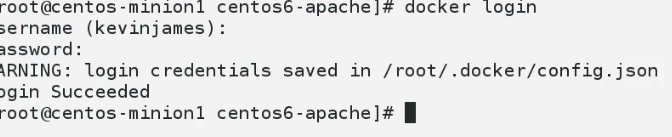 root@centos-minion1 centos6-apache]# docker login
sername (kevinjames):
assword:
ARNING: login credentials saved in /root/.docker/config.json
ogin Succeeded
root@centos-minion1 centos6-apache]#